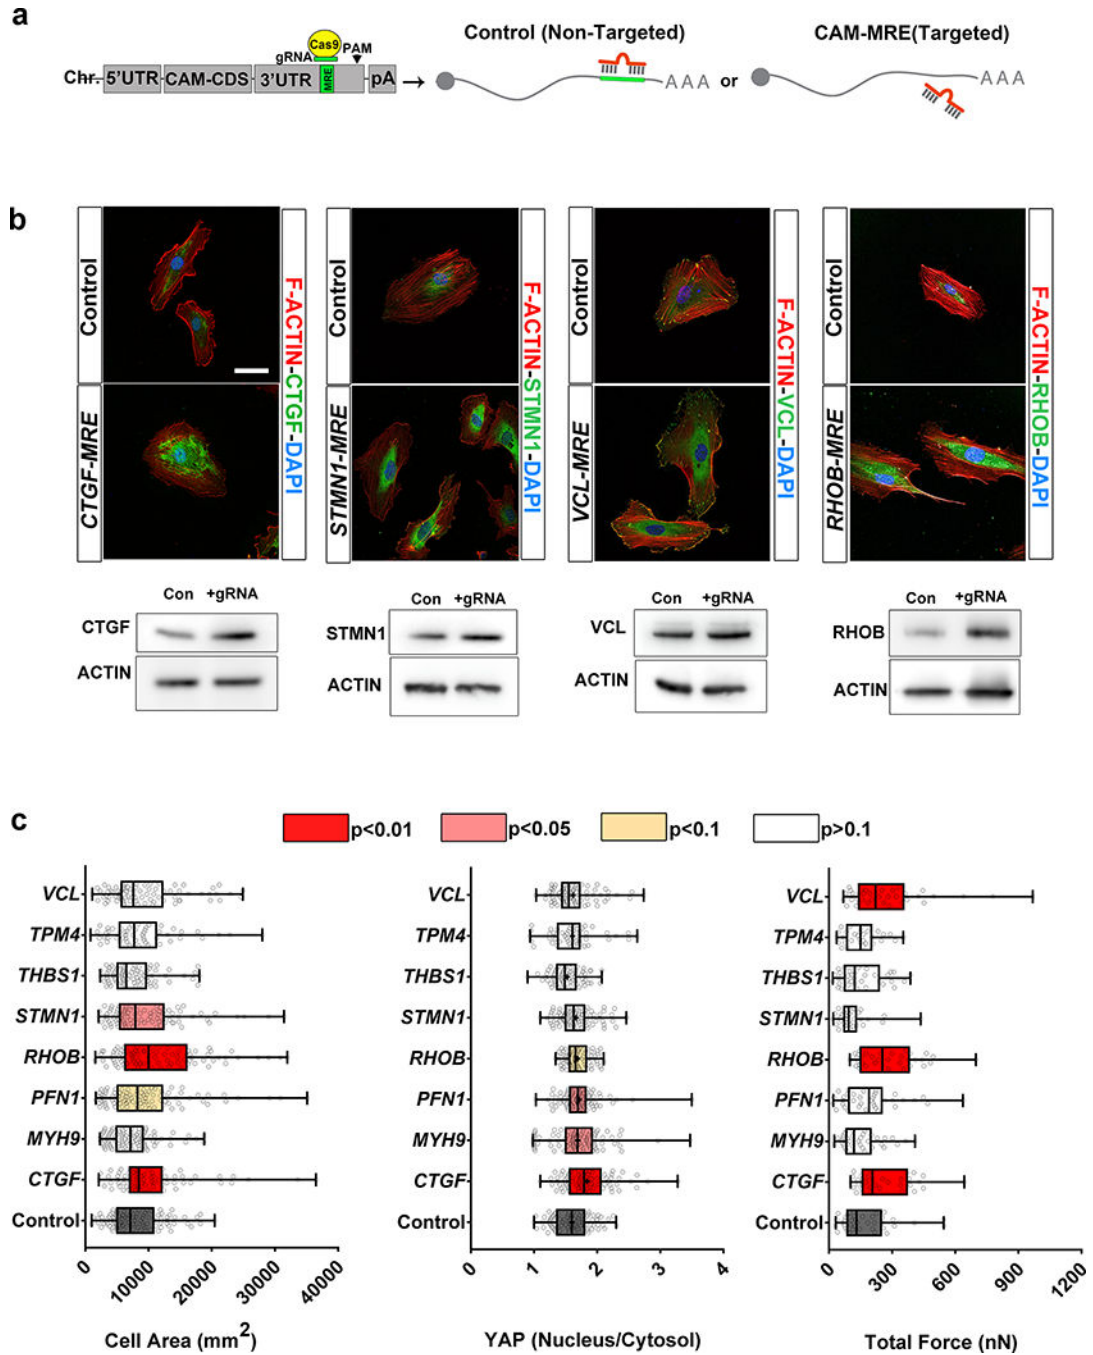 a
Cas9
gRNA
PAM
Chr.
5'UTR
CAM-CDS
3'UTR
MRE
pA
Control (Non-Targeted)
AAA
or
CAM-MRE(Targeted)
AAA
b
Control
CTGF-MRE
F-ACTIN-CTGF-DAPI
Control
STMN1-MRE
F-ACTIN-STMN1-DAPI
Control
VCL-MRE
F-ACTIN-VCL-DAPI
Control
RHOB-MRE
F-ACTIN-RHOB-DAPI
Con +gRNA
CTGF
ACTIN
Con +gRNA
STMN1
ACTIN
Con +gRNA
VCL
ACTIN
Con +gRNA
RHOB
ACTIN
c
p<0.01
p<0.05
p<0.1
p>0.1
VCL
TPM4
THBS1
STMN1
RHOB
PFN1
MYH9
CTGF
Control
0 10000 20000 30000 40000
Cell Area (mm²)
VCL
TPM4
THBS1
STMN1
RHOB
PFN1
MYH9
CTGF
Control
0 1 2 3 4
YAP (Nucleus/Cytosol)
VCL
TPM4
THBS1
STMN1
RHOB
PFN1
MYH9
CTGF
Control
0 300 600 900 1200
Total Force (nN)